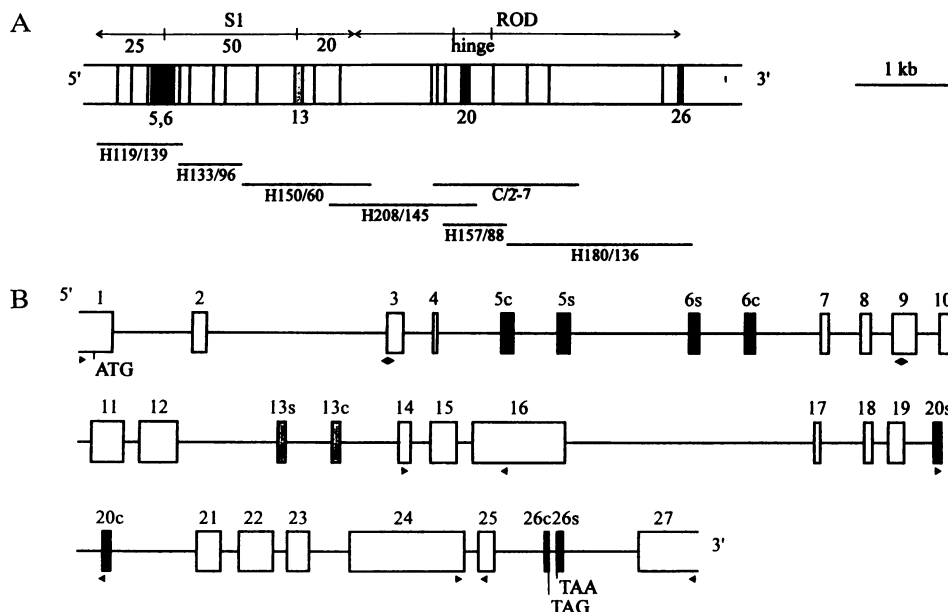 A
S1 ROD
25 50 20 hinge
5' 3' 1 kb
5,6 13 20 26
H119/139
H133/96
H150/60 C/2-7
H208/145
H157/88
H180/136
B
5' 1 2 3 4 5c 5s 6s 6c 7 8 9 10
ATG
11 12 13s 13c 14 15 16 17 18 19 20s
20c 21 22 23 24 25 26c 26s 27 3'
TAA
TAG